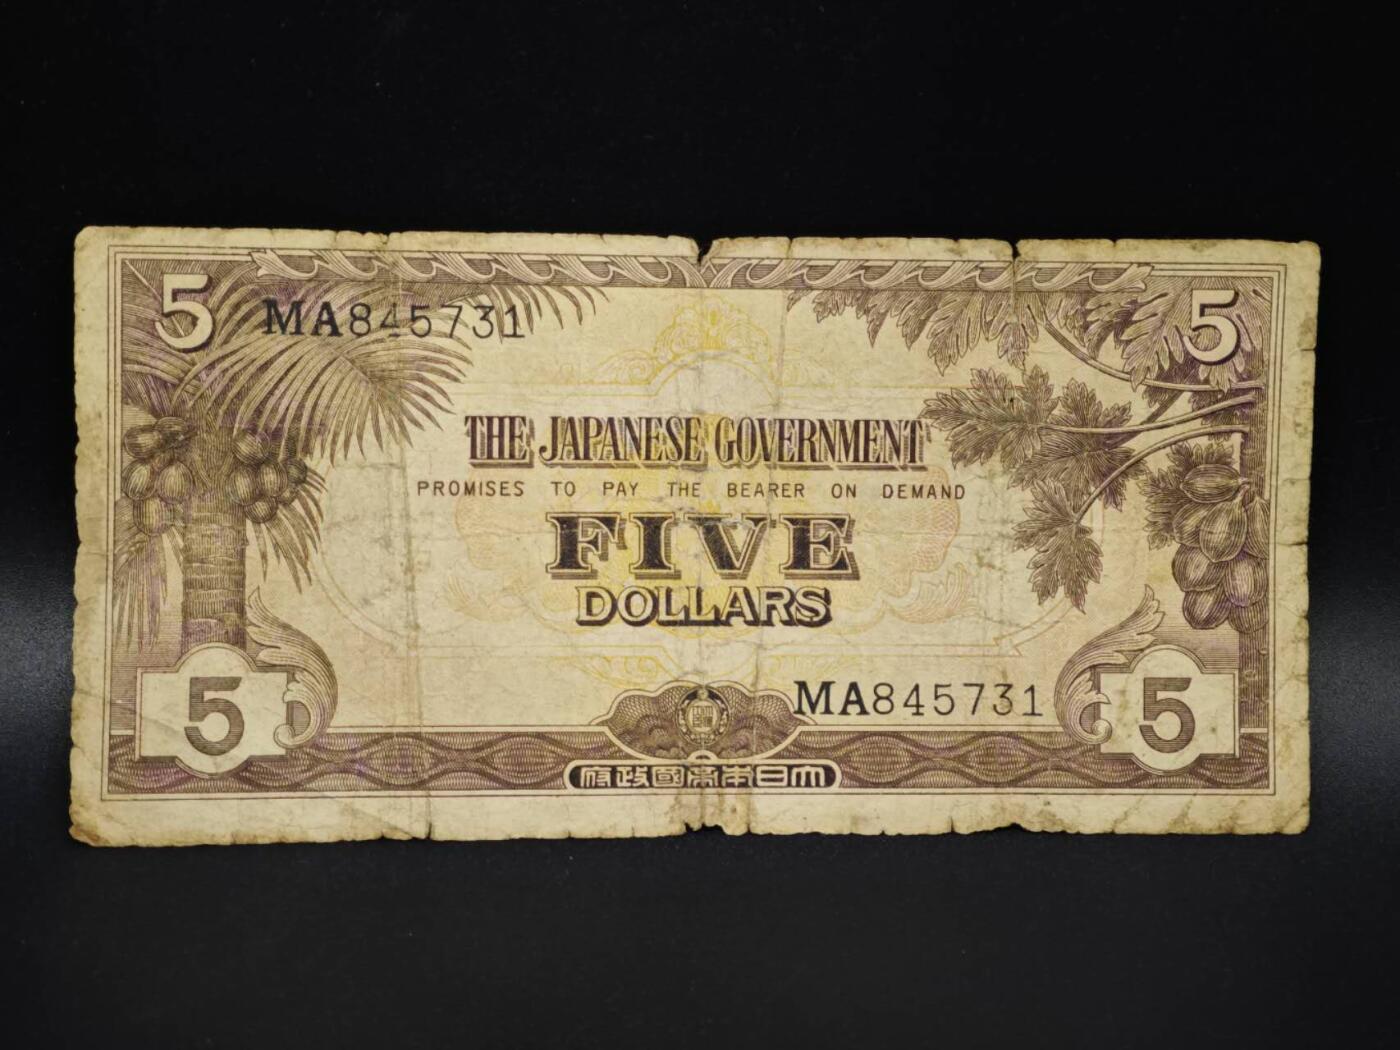 5
5
MA845731
THE JAPANESE GOVERNMENT
PROMISES TO PAY THE BEARER ON DEMAND
FIVE
DOLLARS
MA845731
5
5
府政國帝本日大